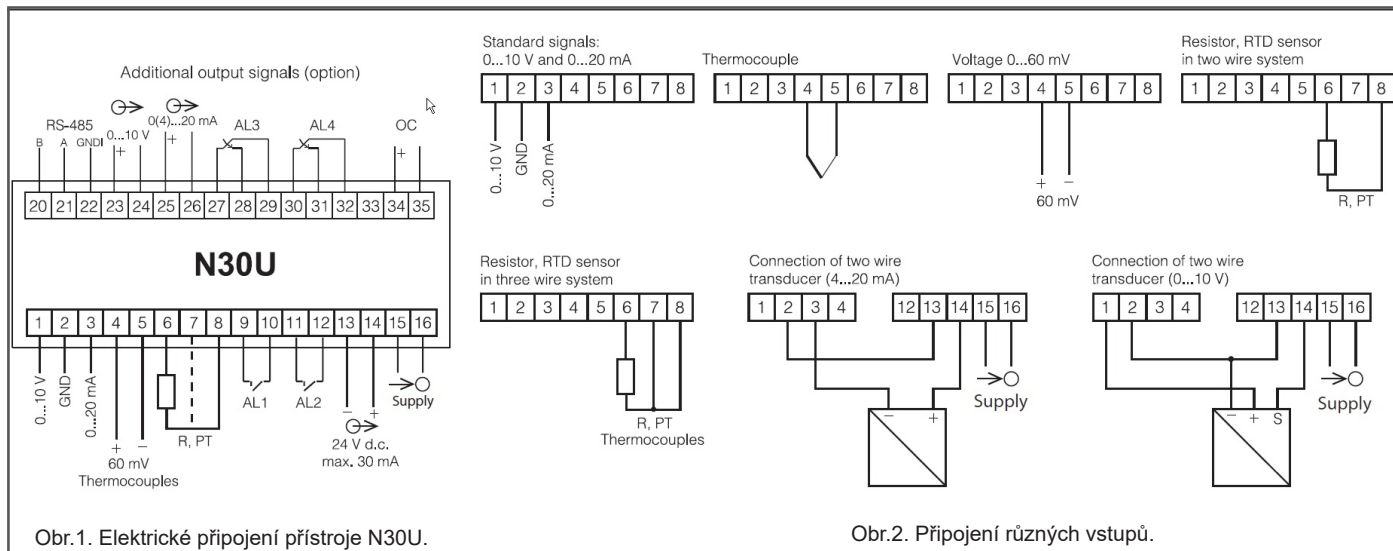 Additional output signals (option)
RS-485
B A GNDI
0...10 V
+
0(4)...20 mA
+
AL3
AL4
OC
+
20 21 22 23 24 25 26 27 28 29 30 31 32 33 34 35
N30U
1 2 3 4 5 6 7 8 9 10 11 12 13 14 15 16
0...10 V
GND
0...20 mA
+ −
60 mV
Thermocouples
R, PT
AL1
AL2
− +
24 V d.c.
max. 30 mA
Supply
Obr.1. Elektrické připojení přístroje N30U.
Standard signals:
0...10 V and 0...20 mA
1 2 3 4 5 6 7 8
0...10 V
GND
0...20 mA
Thermocouple
1 2 3 4 5 6 7 8
Voltage 0...60 mV
1 2 3 4 5 6 7 8
+ −
60 mV
Resistor, RTD sensor
in two wire system
1 2 3 4 5 6 7 8
R, PT
Resistor, RTD sensor
in three wire system
1 2 3 4 5 6 7 8
R, PT
Thermocouples
Connection of two wire
transducer (4...20 mA)
1 2 3 4
12 13 14 15 16
Supply
− +
Connection of two wire
transducer (0...10 V)
1 2 3 4
12 13 14 15 16
Supply
− + S
Obr.2. Připojení různých vstupů.